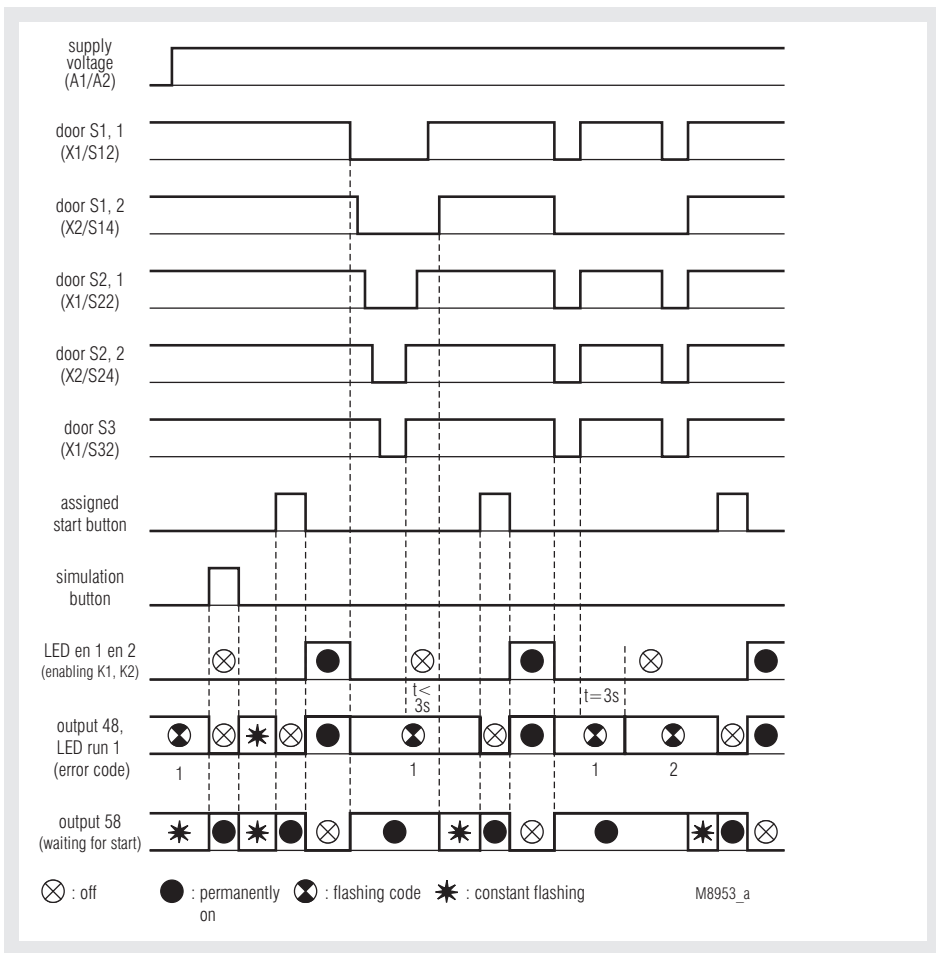 supply
voltage
(A1/A2)
door S1, 1
(X1/S12)
door S1, 2
(X2/S14)
door S2, 1
(X1/S22)
door S2, 2
(X2/S24)
door S3
(X1/S32)
assigned
start button
simulation
button
LED en 1 en 2
(enabling K1, K2)
t<
3s
t=3s
output 48,
LED run 1
(error code)
1
1
1
2
output 58
(waiting for start)
: off
: permanently
on
: flashing code
: constant flashing
M8953_a